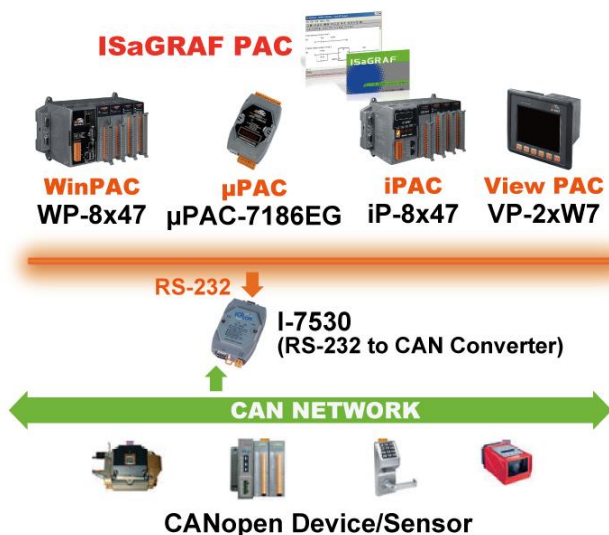 ISaGRAF PAC
ISaGRAF
WinPAC
µPAC
iPAC
View PAC
WP-8x47
µPAC-7186EG
iP-8x47
VP-2xW7
RS-232
I-7530
(RS-232 to CAN Converter)
CAN NETWORK
CANopen Device/Sensor